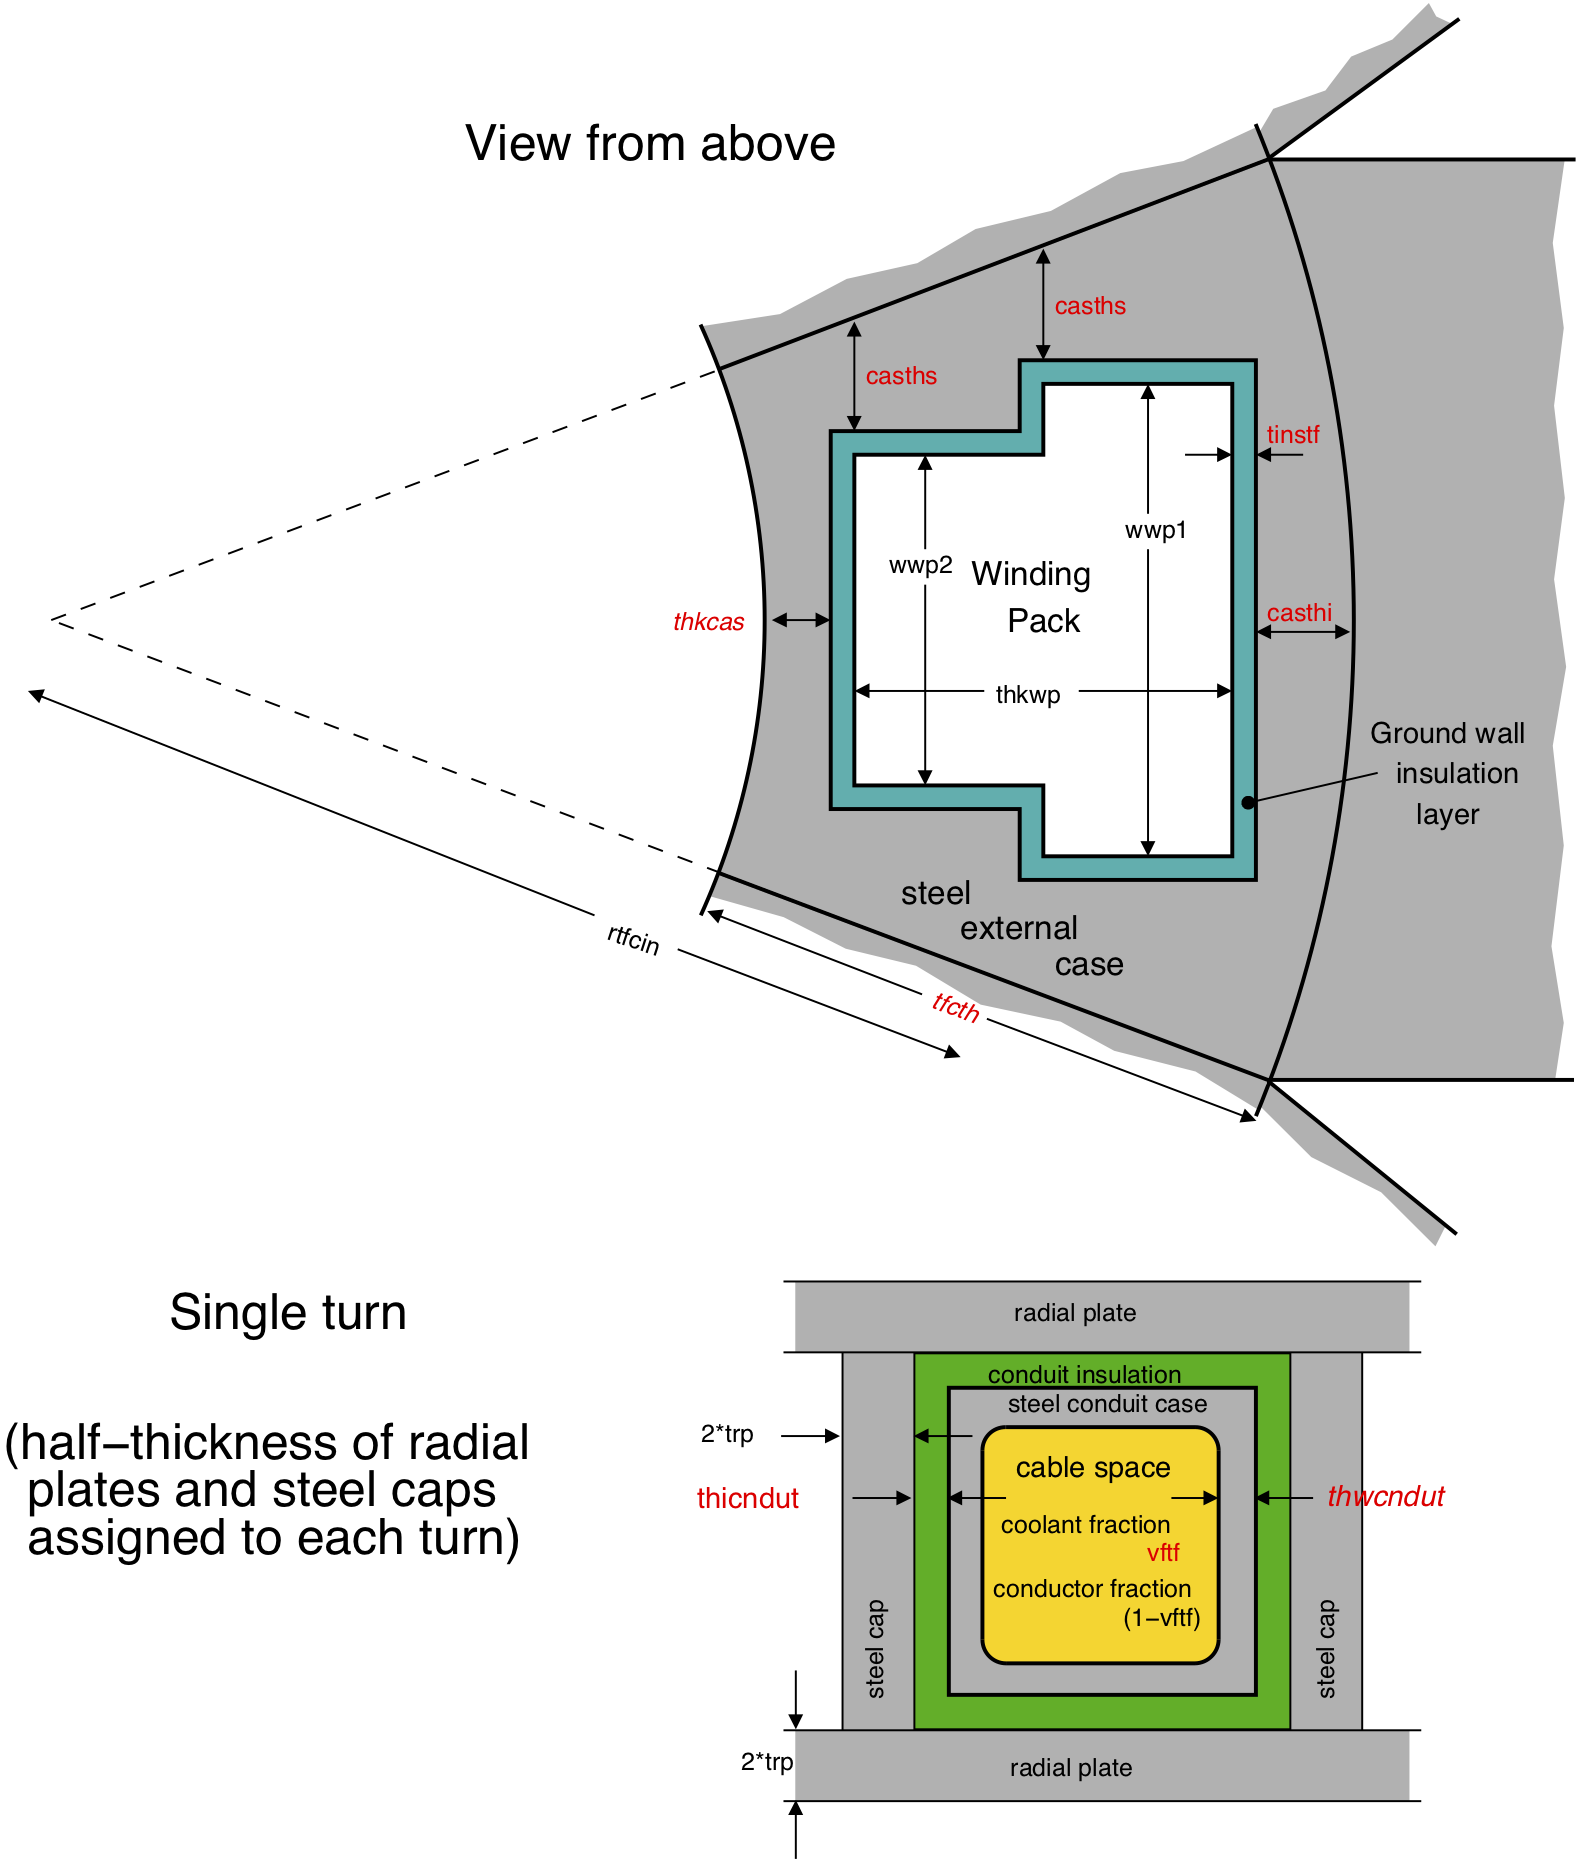 View from above
casths
casths
tinstf
wwp1
wwp2
Winding
Pack
thkcas
casthi
thkwp
Ground wall
insulation
layer
steel
external
case
rtfcin
tfcth
Single turn
(half−thickness of radial
plates and steel caps
assigned to each turn)
radial plate
conduit insulation
steel conduit case
2*trp
cable space
thicndut
thwcndut
coolant fraction
vftf
conductor fraction
(1−vftf)
steel cap
steel cap
2*trp
radial plate